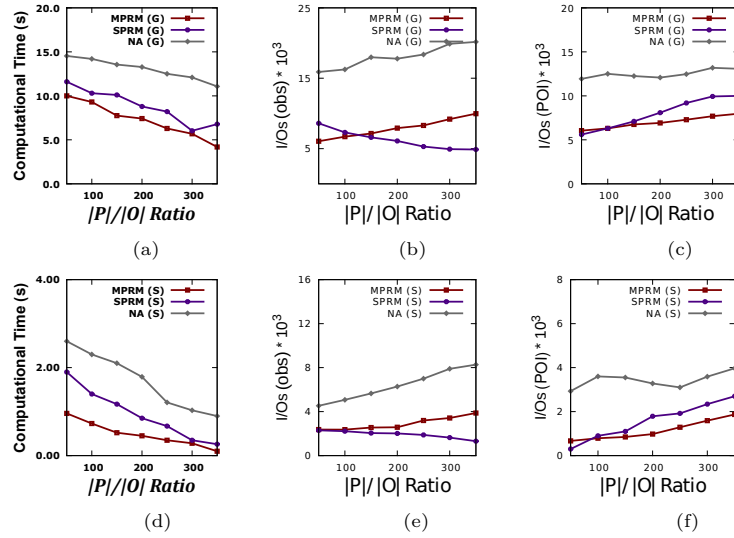 Computational Time (s)
20.0
15.0
10.0
5.0
0.0
MPRM (G)
SPRM (G)
NA (G)
100 200 300
|P|/|O| Ratio
(a)
I/Os (obs) * 10³
25
15
5
MPRM (G)
SPRM (G)
NA (G)
100 200 300
|P|/|O| Ratio
(b)
I/Os (POI) * 10³
20
15
10
5
0
MPRM (G)
SPRM (G)
NA (G)
100 200 300
|P|/|O| Ratio
(c)
Computational Time (s)
4.00
2.00
0.00
MPRM (S)
SPRM (S)
NA (S)
100 200 300
|P|/|O| Ratio
(d)
I/Os (obs) * 10³
16
12
8
4
0
MPRM (S)
SPRM (S)
NA (S)
100 200 300
|P|/|O| Ratio
(e)
I/Os (POI) * 10³
8
6
4
2
0
MPRM (S)
SPRM (S)
NA (S)
100 200 300
|P|/|O| Ratio
(f)